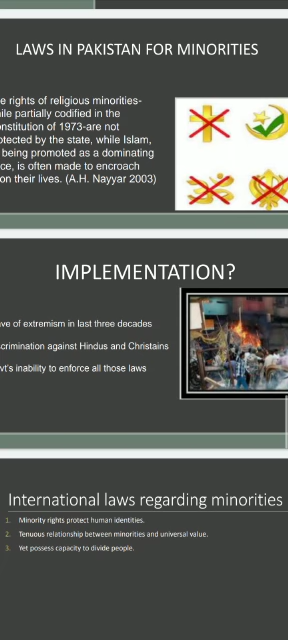 LAWS IN PAKISTAN FOR MINORITIES
e rights of religious minorities-
ile partially codified in the
nstitution of 1973-are not
otected by the state, while Islam,
being promoted as a dominating
ce, is often made to encroach
on their lives. (A.H. Nayyar 2003)
IMPLEMENTATION?
ve of extremism in last three decades
crimination against Hindus and Christains
vt's inability to enforce all those laws
International laws regarding minorities
1. Minority rights protect human identities.
2. Tenuous relationship between minorities and universal value.
3. Yet possess capacity to divide people.